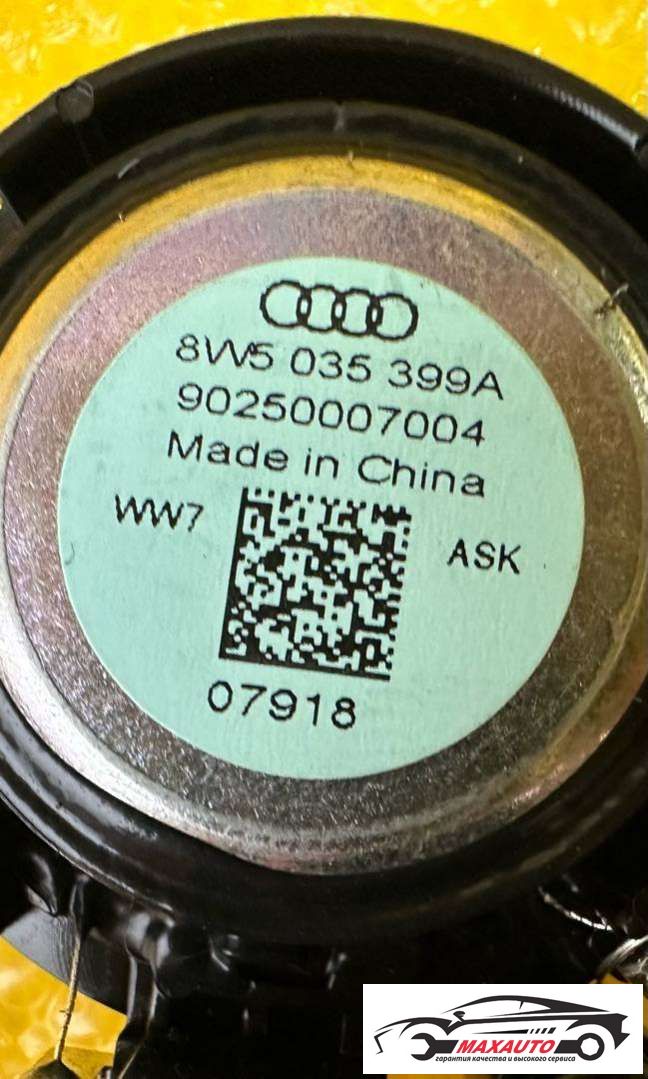 8W5 035 399A
90250007004
Made in China
WW7
ASK
07918
MAXAUTO
гарантия качества и высокого сервиса